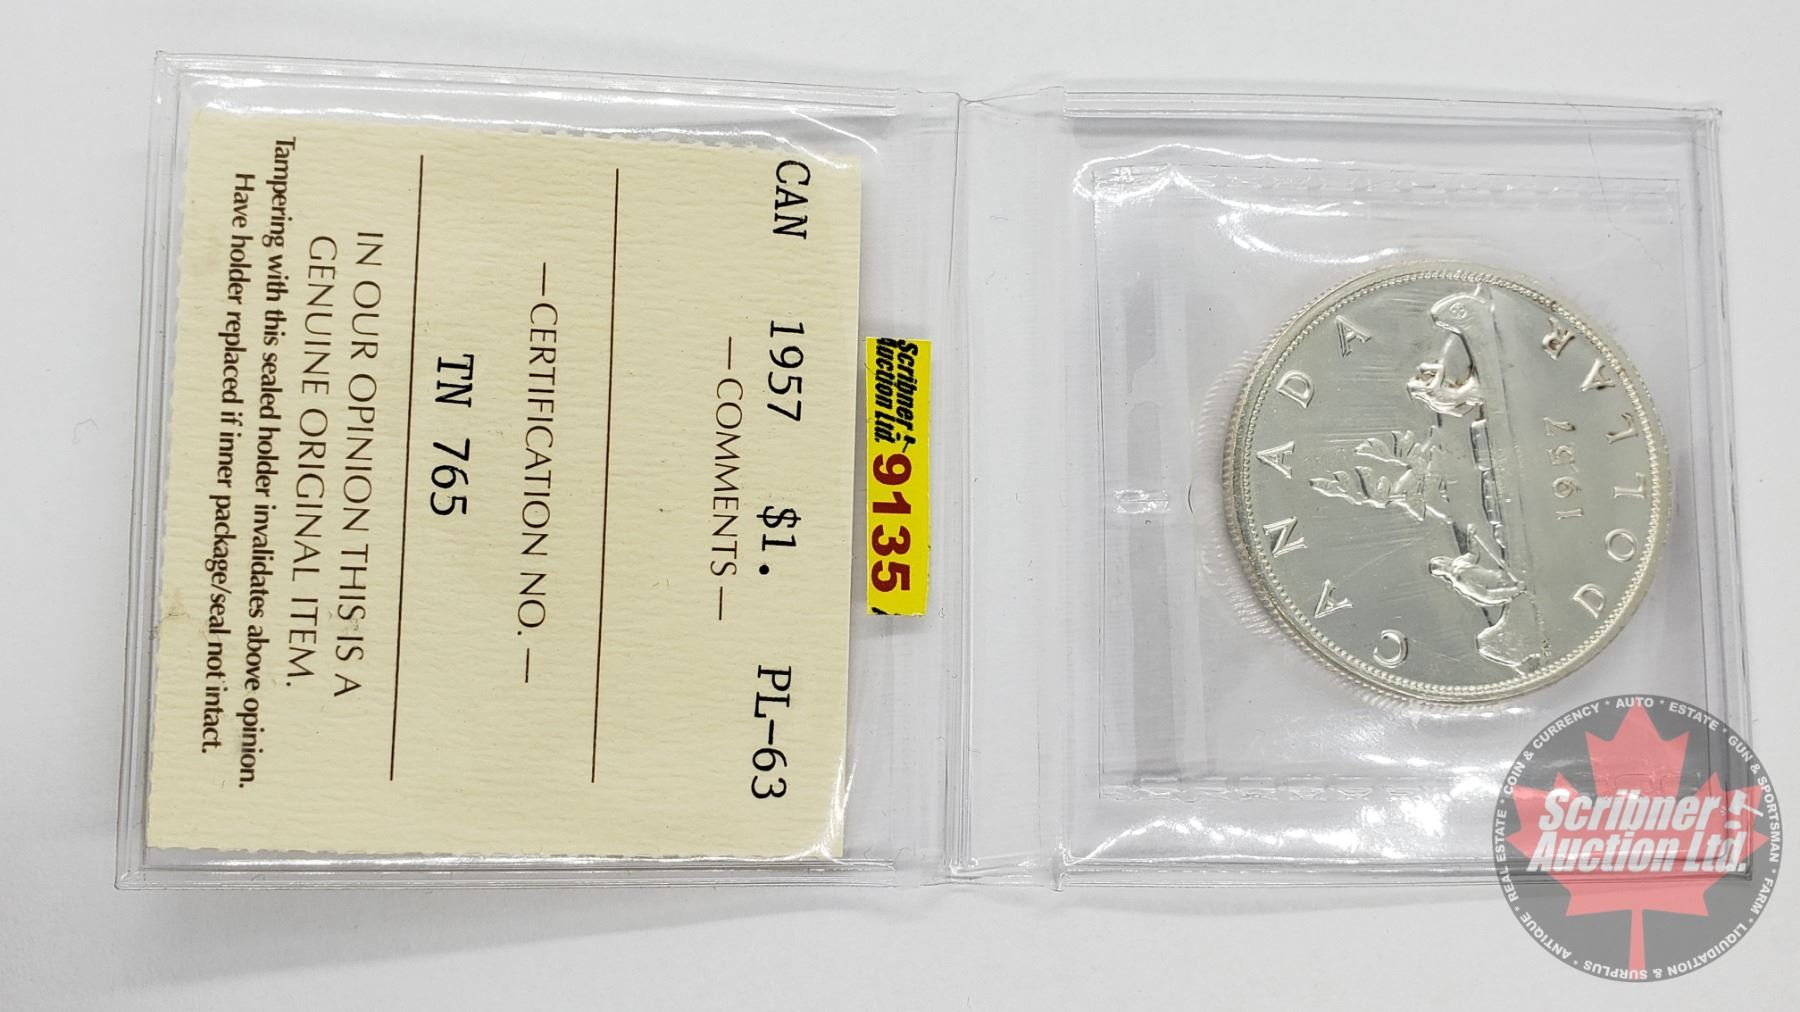 CAN 1957 $1. PL-63
—COMMENTS—
—CERTIFICATION NO.—
TN 765
IN OUR OPINION THIS IS A
GENUINE ORIGINAL ITEM.
Tampering with this sealed holder invalidates above opinion.
Have holder replaced if inner package/seal not intact.
Scribner
Auction Ltd.
9135
CANADA
1957
DOLLAR
Scribner
Auction Ltd.
REAL ESTATE * COIN & CURRENCY * AUTO * ESTATE * GUN & SPORTSMAN * FARM * LIQUIDATION & SURPLUS * ANTIQUE *